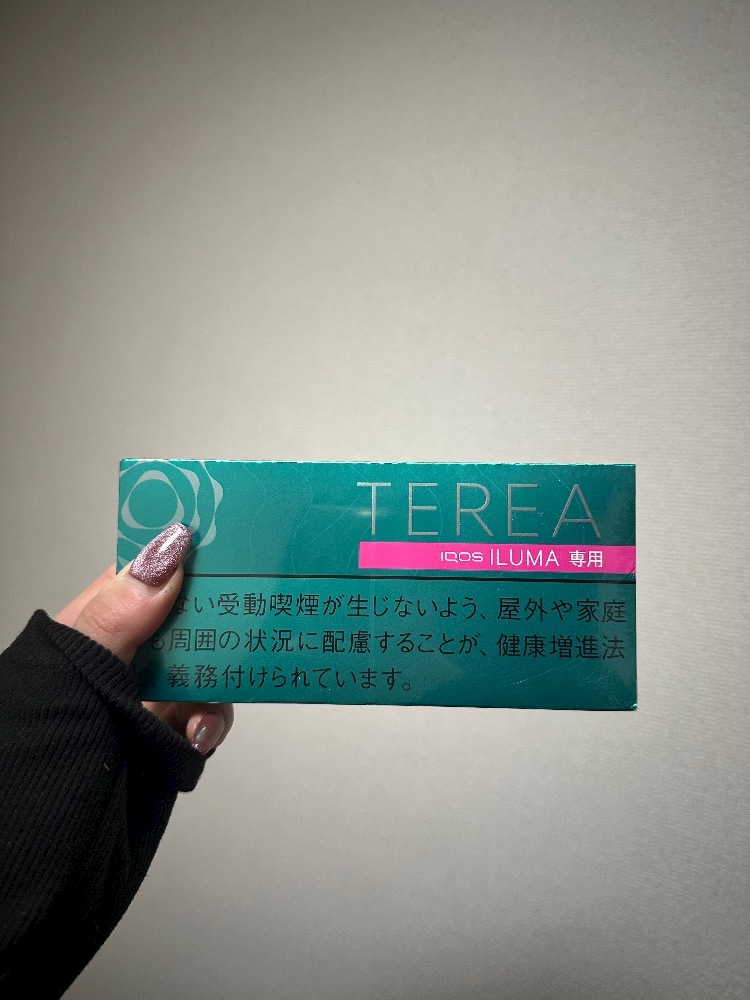 TEREA
IQOS ILUMA 専用
ない受動喫煙が生じないよう、屋外や家庭
も周囲の状況に配慮することが、健康増進法
義務付けられています。